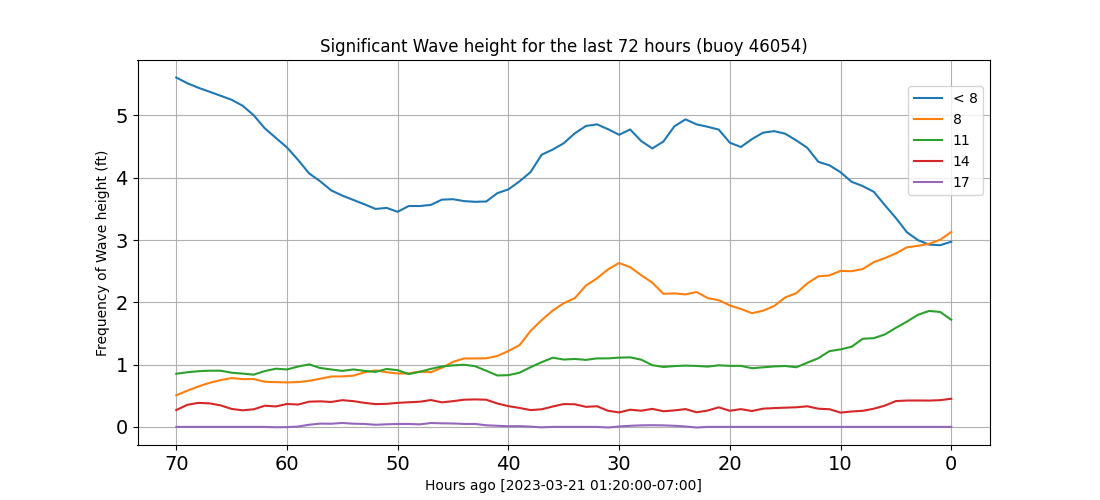 Significant Wave height for the last 72 hours (buoy 46054)
Frequency of Wave height (ft)
5
4
3
2
1
0
< 8
8
11
14
17
70 60 50 40 30 20 10 0
Hours ago [2023-03-21 01:20:00-07:00]